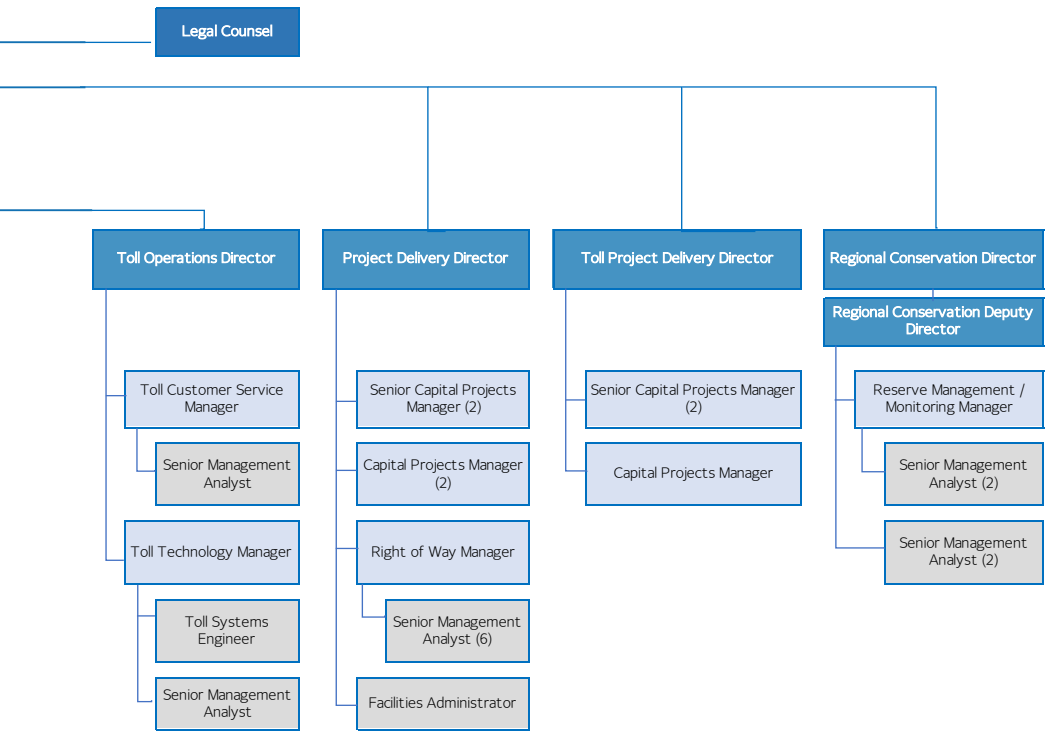 Legal Counsel
Toll Operations Director
Toll Customer Service
Manager
Senior Management
Analyst
Toll Technology Manager
Toll Systems
Engineer
Senior Management
Analyst
Project Delivery Director
Senior Capital Projects
Manager (2)
Capital Projects Manager
(2)
Right of Way Manager
Senior Management
Analyst (6)
Facilities Administrator
Toll Project Delivery Director
Senior Capital Projects Manager
(2)
Capital Projects Manager
Regional Conservation Director
Regional Conservation Deputy
Director
Reserve Management /
Monitoring Manager
Senior Management
Analyst (2)
Senior Management
Analyst (2)